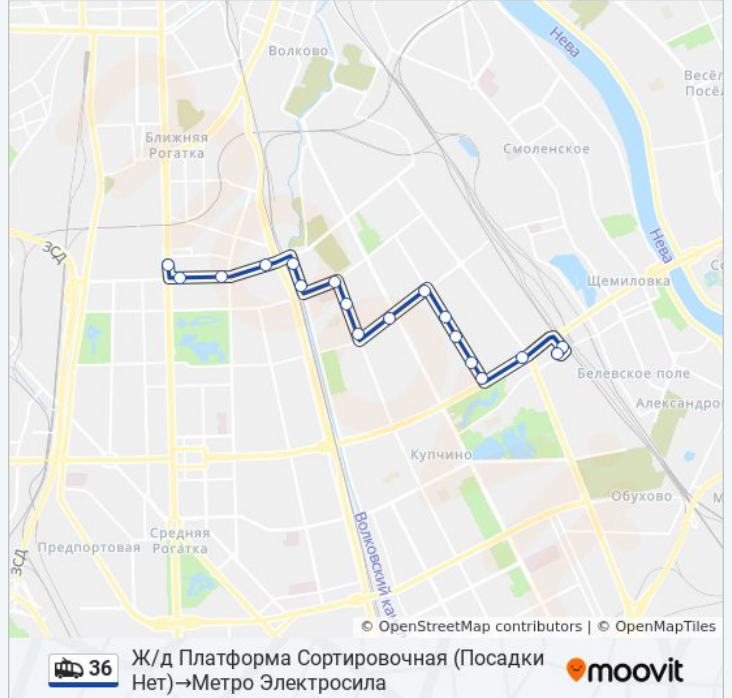 Волково
Нева
Весёл
Посёл
Ближняя
Рогатка
Смоленское
ЗСД
Нева
Щемиловка
Белевское поле
Александро
Купчино
Обухово
Средняя
Рогатка
Предпортовая
ЗСД
Волковский ка
© OpenStreetMap contributors | © OpenMapTiles
36
Ж/д Платформа Сортировочная (Посадки
Нет)→Метро Электросила
moovit